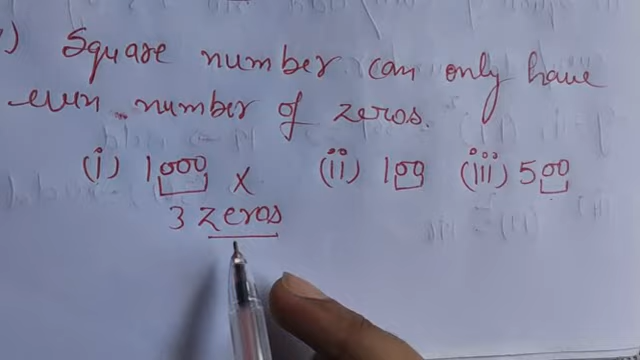 Square number can only have
even number of zeros.
(i) 1000 X (ii) 100 (iii) 500
3 zeros